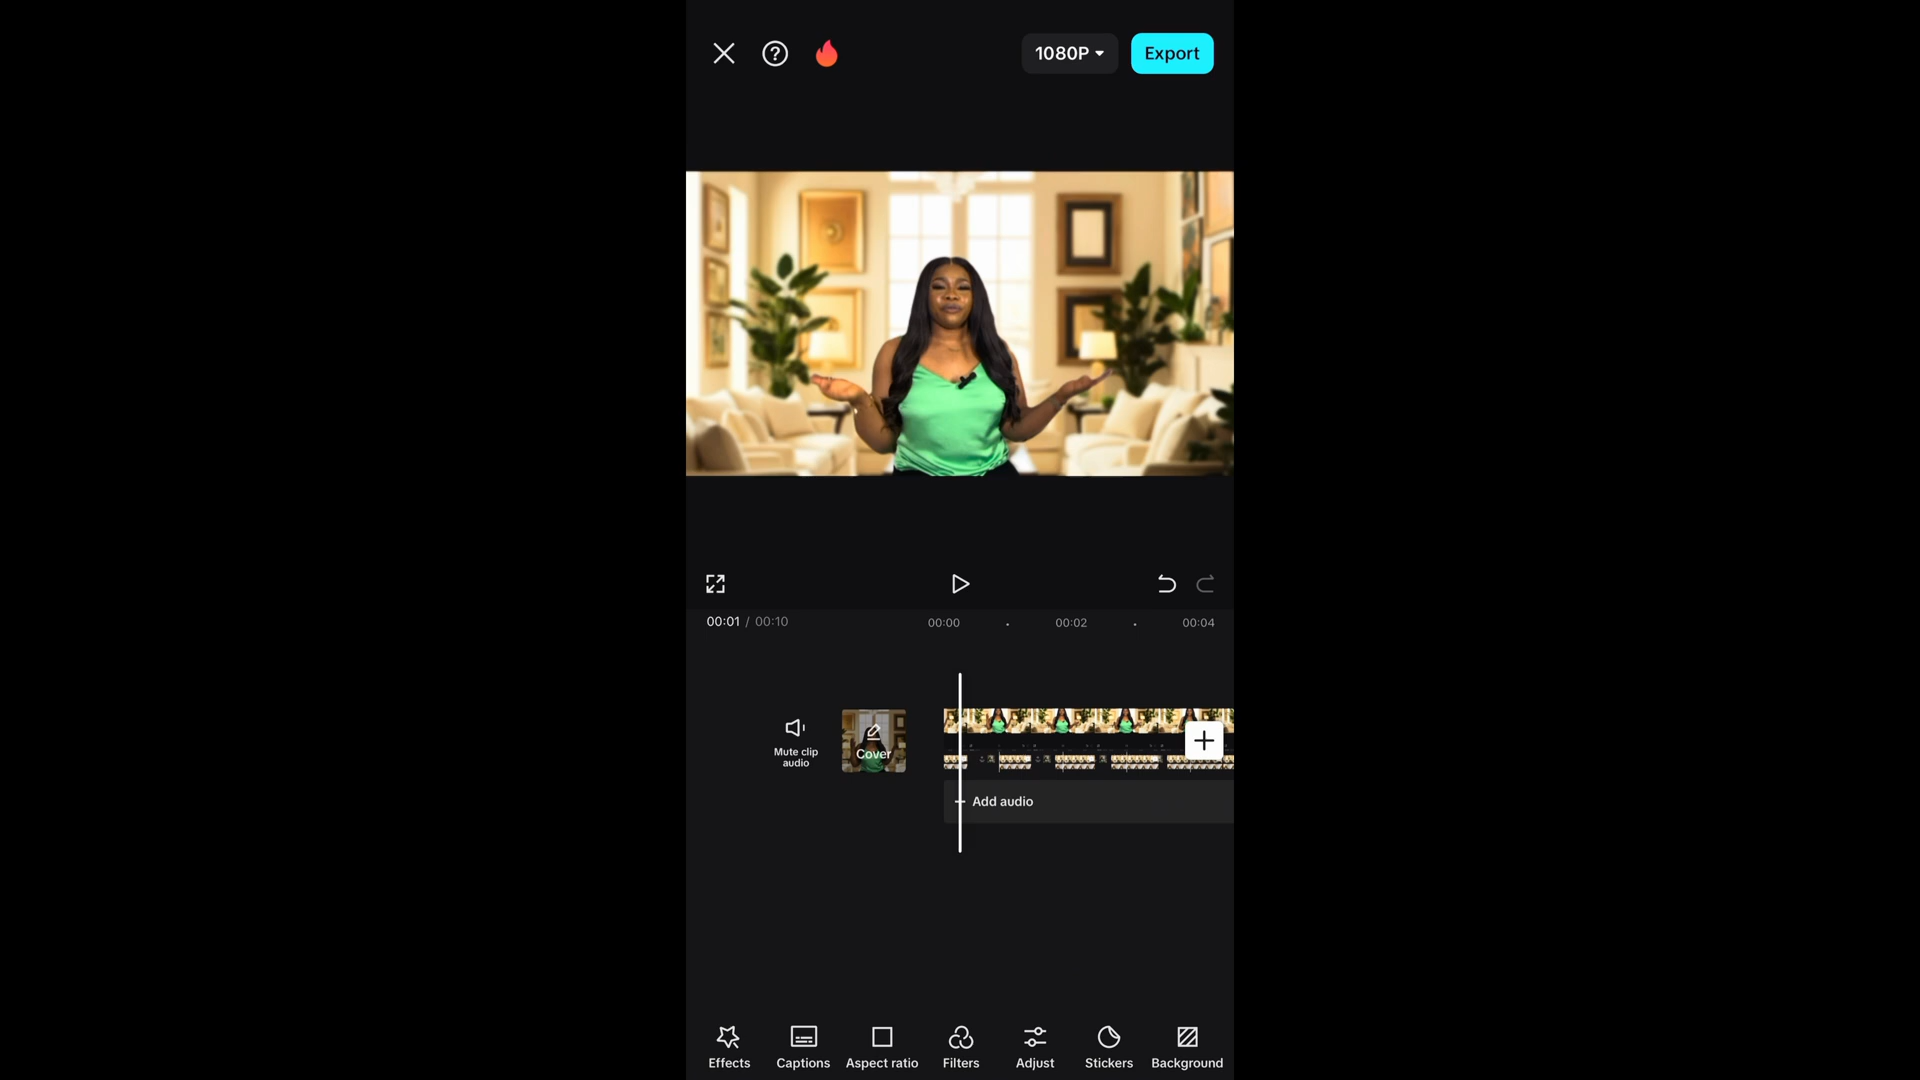 1080P
Export
00:01 / 00:10
00:00
00:02
00:04
Mute clip
audio
Cover
Add audio
Effects
Captions
Aspect ratio
Filters
Adjust
Stickers
Background